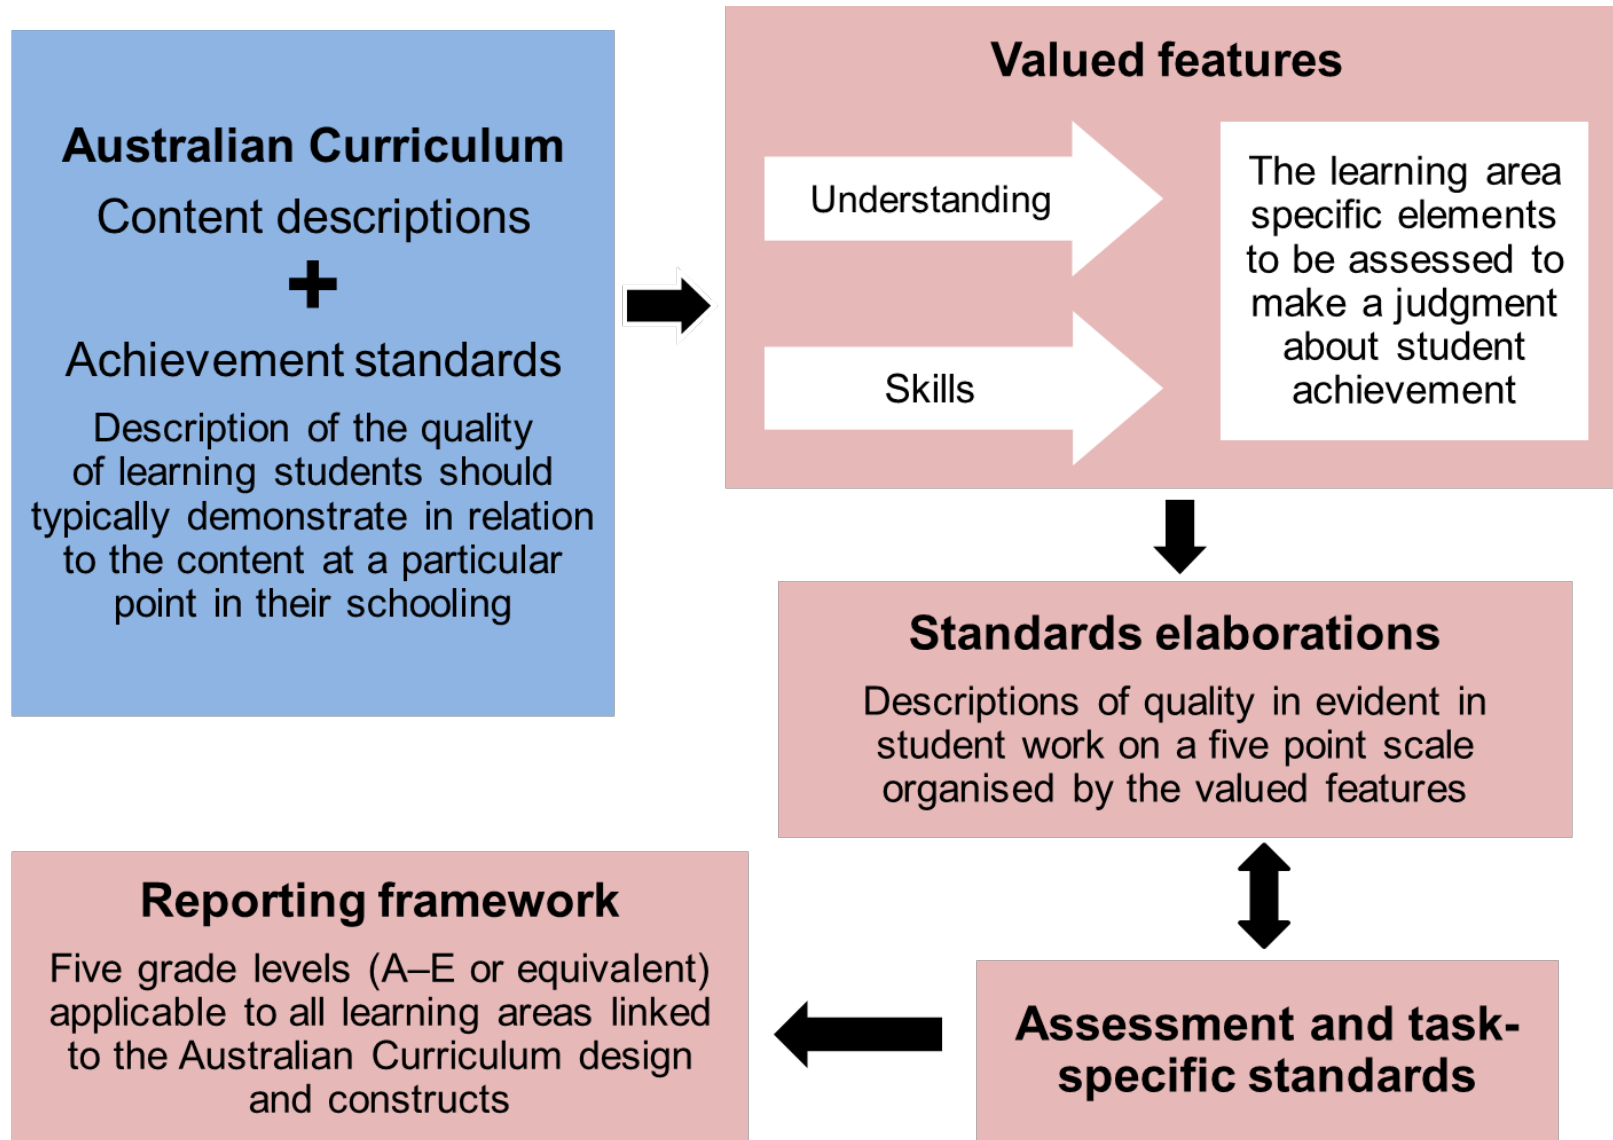 Australian Curriculum
Content descriptions
+
Achievement standards
Description of the quality
of learning students should
typically demonstrate in relation
to the content at a particular
point in their schooling
Valued features
Understanding
Skills
The learning area
specific elements
to be assessed to
make a judgment
about student
achievement
Standards elaborations
Descriptions of quality in evident in
student work on a five point scale
organised by the valued features
Assessment and task-
specific standards
Reporting framework
Five grade levels (A–E or equivalent)
applicable to all learning areas linked
to the Australian Curriculum design
and constructs